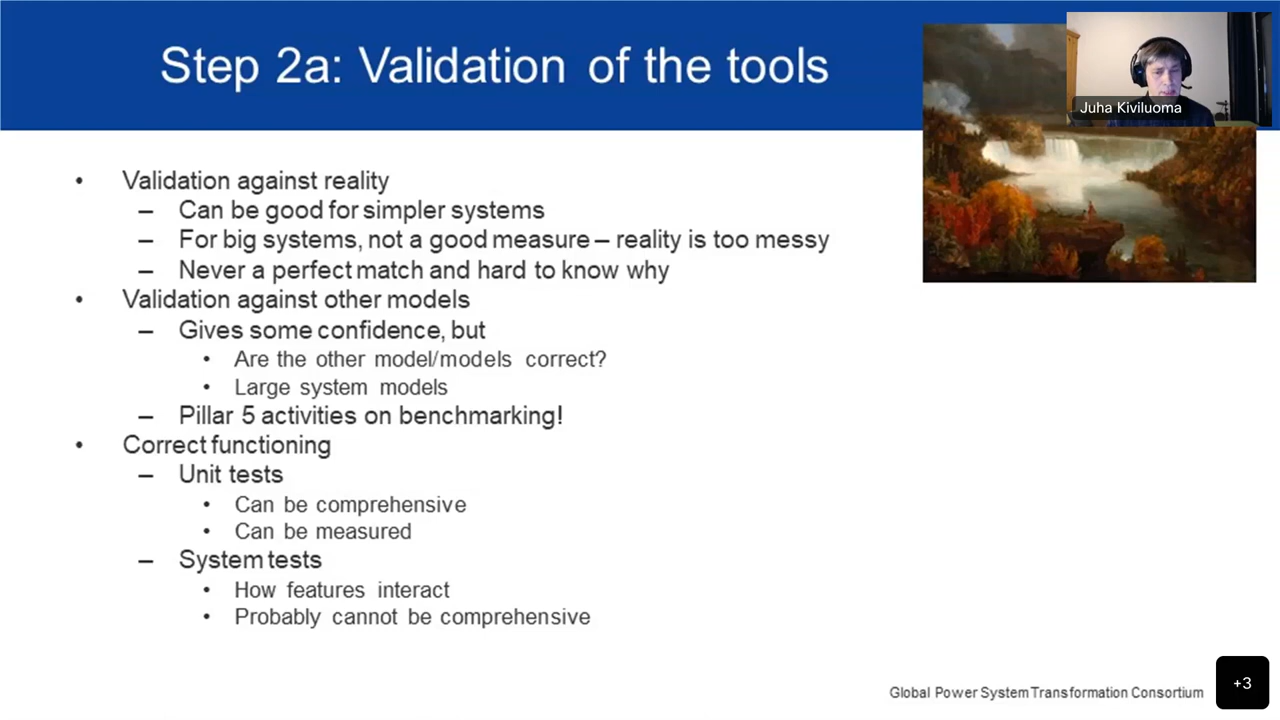 Step 2a: Validation of the tools
Juha Kiviluoma
• Validation against reality
– Can be good for simpler systems
– For big systems, not a good measure – reality is too messy
– Never a perfect match and hard to know why
• Validation against other models
– Gives some confidence, but
• Are the other model/models correct?
• Large system models
– Pillar 5 activities on benchmarking!
• Correct functioning
– Unit tests
• Can be comprehensive
• Can be measured
– System tests
• How features interact
• Probably cannot be comprehensive
Global Power System Transformation Consortium
+3